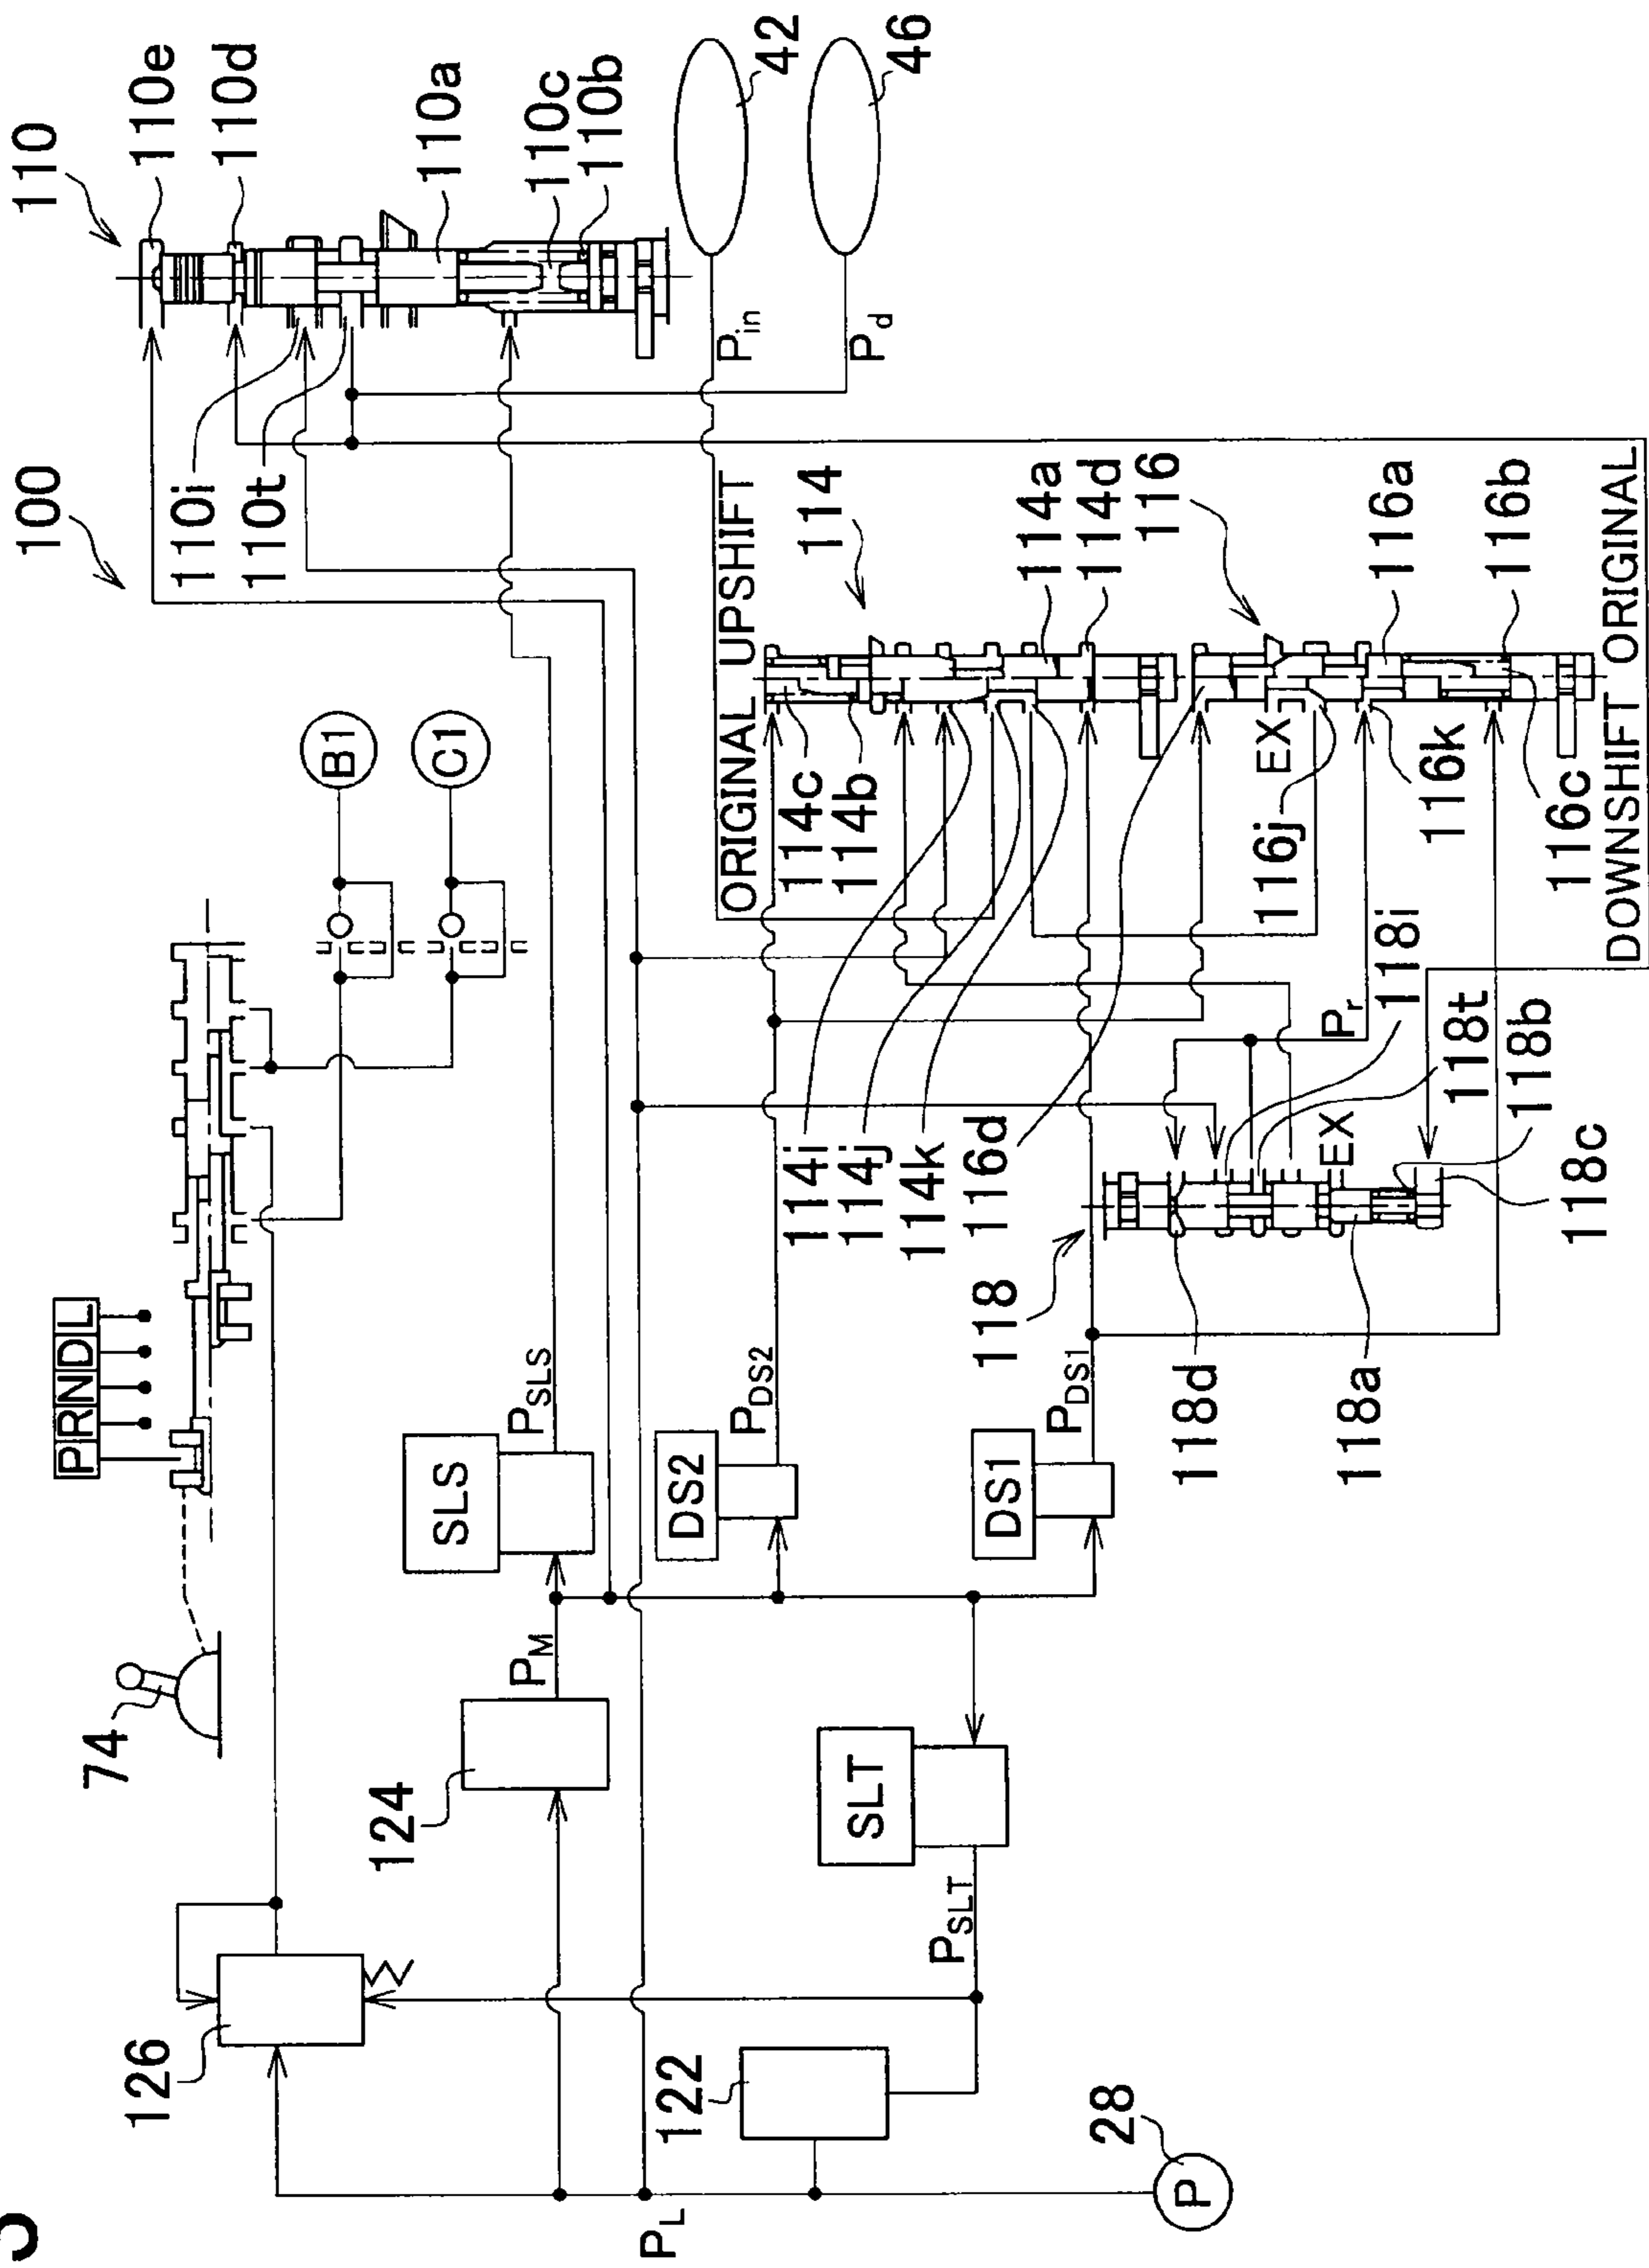 100
110
110e
110d
110i
110t
110a
110c
110b
42
46
P_in
P_d
74
P R N D L
B1
C1
126
124
P_M
SLS
P_SLS
DS2
P_DS2
DS1
P_DS1
SLT
P_SLT
122
P_L
28
P
ORIGINAL UPSHIFT
114
114c
114b
114a
114d
114i
114j
114k
116d
116
EX
116j
116k
116a
116b
116c
DOWNSHIFT ORIGINAL
118
118d
118a
118i
118t
118b
118c
P_r
EX